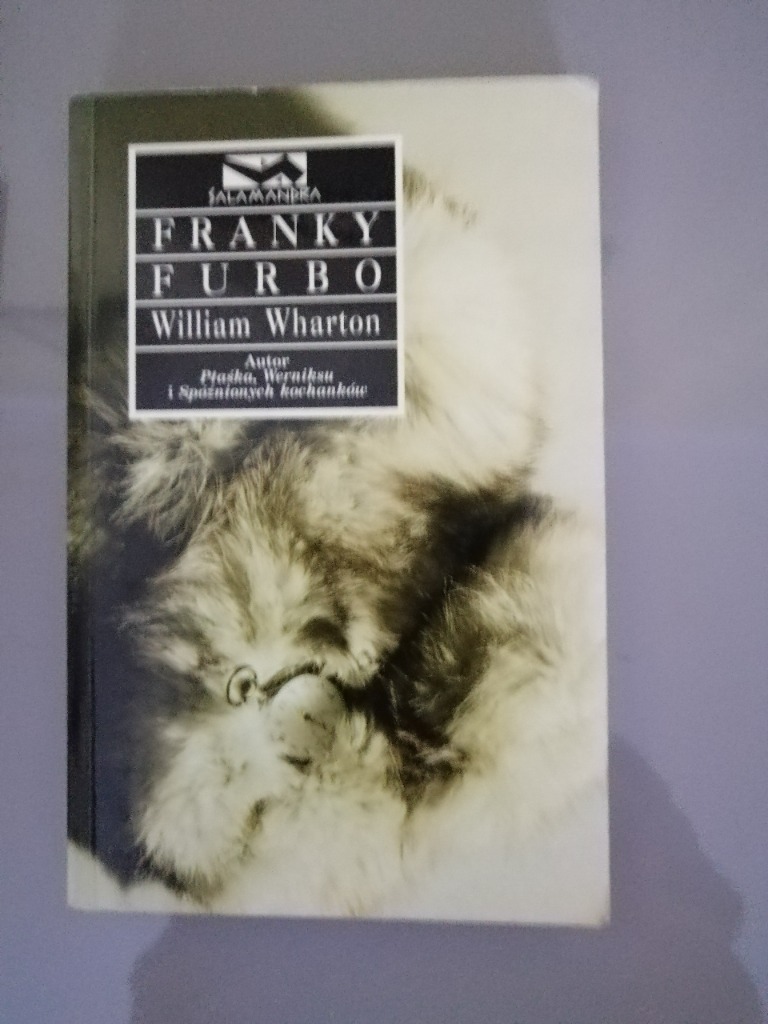 SALAMANDRA
FRANKY
FURBO
William Wharton
Autor
Ptaśka, Werniksu
i Spóźnionych kochanków